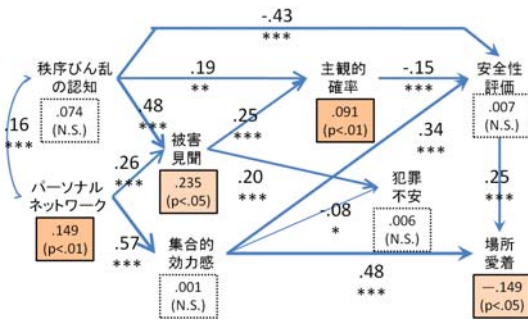 -.43
***
秩序びん乱
の認知
.074
(N.S.)
.19
**
主観的
確率
.091
(p<.01)
-.15
***
安全性
評価
.007
(N.S.)
.16
***
.48
***
被害
見聞
.235
(p<.05)
.25
***
.34
***
.26
***
パーソナル
ネットワーク
.149
(p<.01)
.20
***
犯罪
不安
.006
(N.S.)
-.08
*
.25
***
.57
***
集合的
効力感
.001
(N.S.)
.48
***
場所
愛着
―.149
(p<.05)